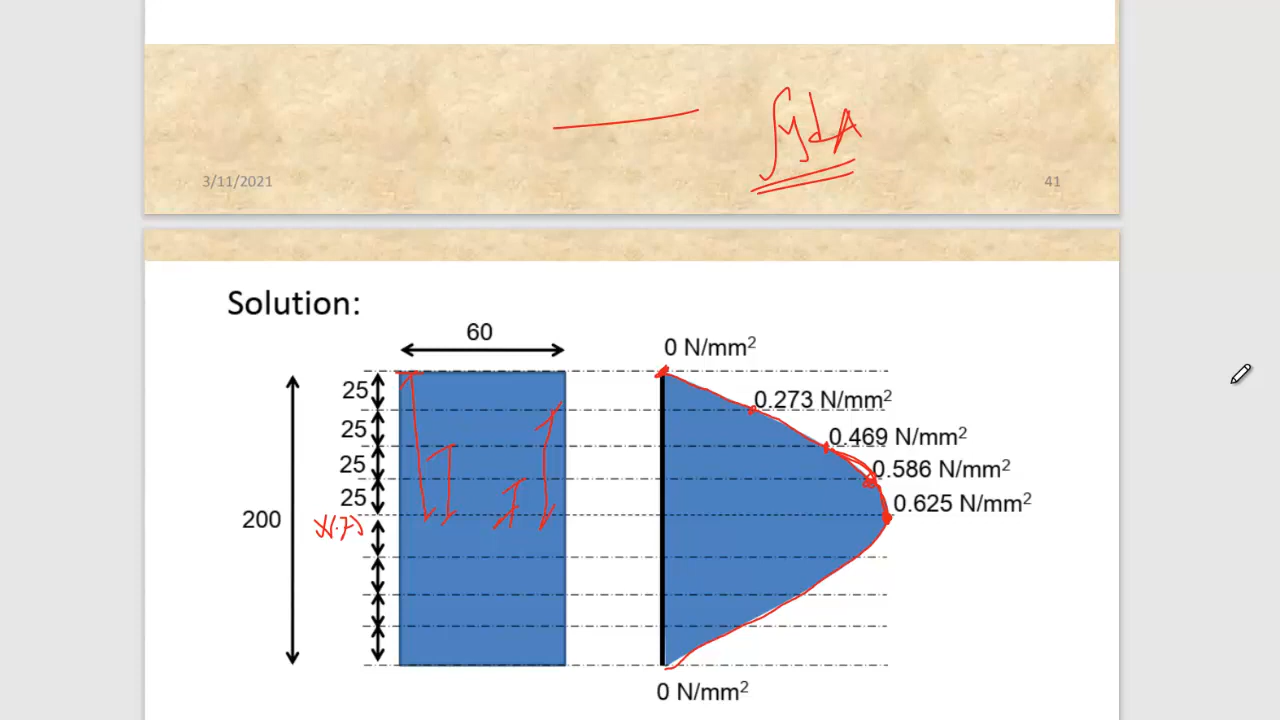 ∫ydA
3/11/2021
41
Solution:
60
0 N/mm²
25
0.273 N/mm²
25
0.469 N/mm²
25
0.586 N/mm²
25
0.625 N/mm²
200
0 N/mm²